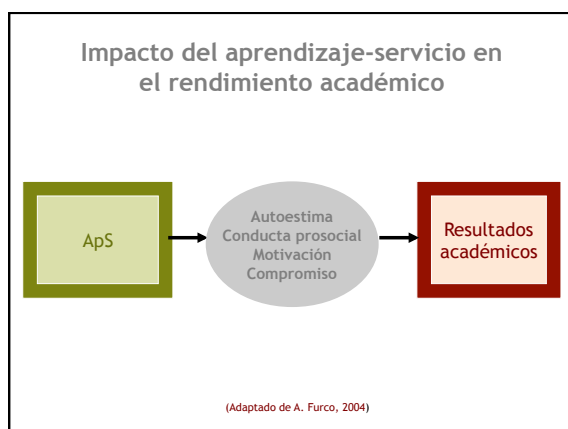 Impacto del aprendizaje-servicio en
el rendimiento académico
ApS
Autoestima
Conducta prosocial
Motivación
Compromiso
Resultados
académicos
(Adaptado de A. Furco, 2004)